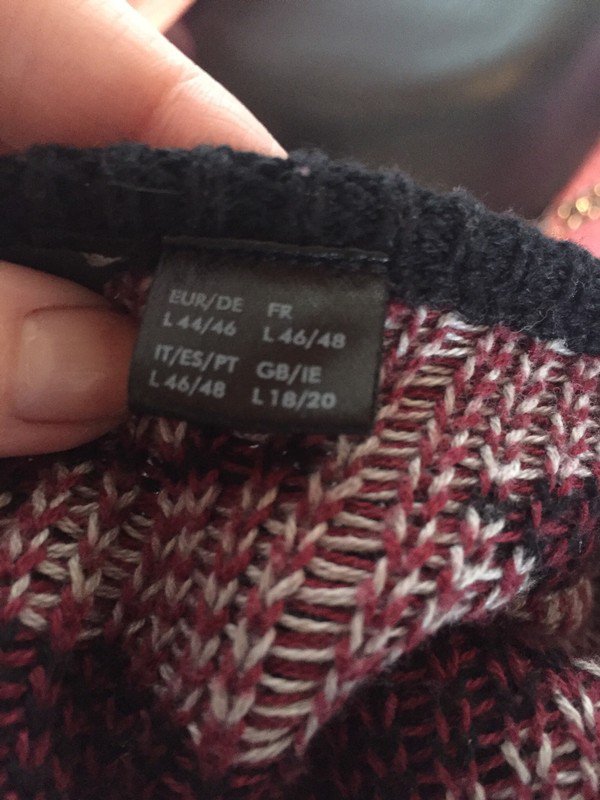 EUR/DE FR
L 44/46 L 46/48
IT/ES/PT GB/IE
L 46/48 L 18/20